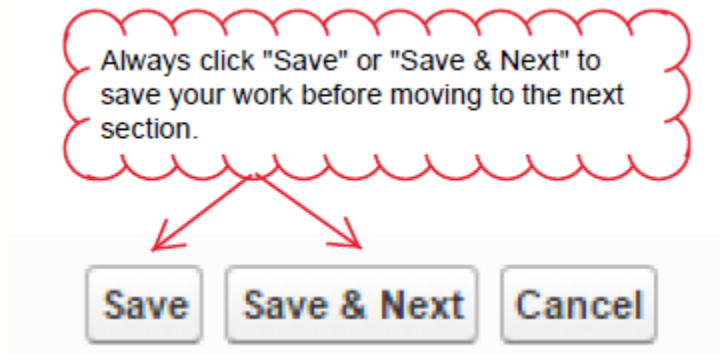 Always click "Save" or "Save & Next" to
save your work before moving to the next
section.
Save Save & Next Cancel